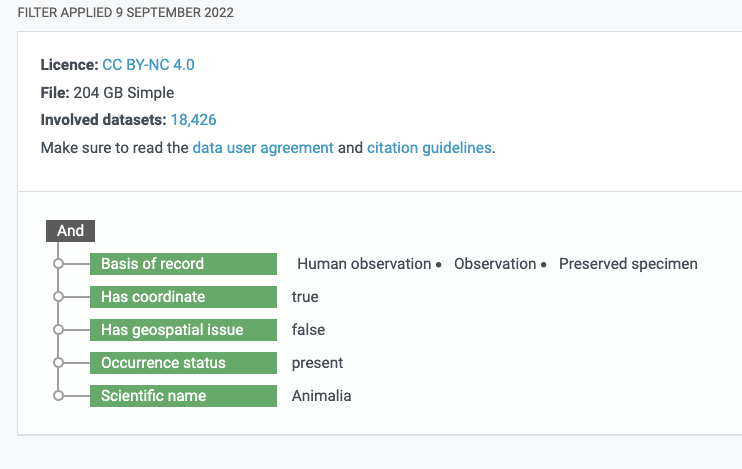 FILTER APPLIED 9 SEPTEMBER 2022
Licence: CC BY-NC 4.0
File: 204 GB Simple
Involved datasets: 18,426
Make sure to read the data user agreement and citation guidelines.
And
Basis of record Human observation • Observation • Preserved specimen
Has coordinate true
Has geospatial issue false
Occurrence status present
Scientific name Animalia